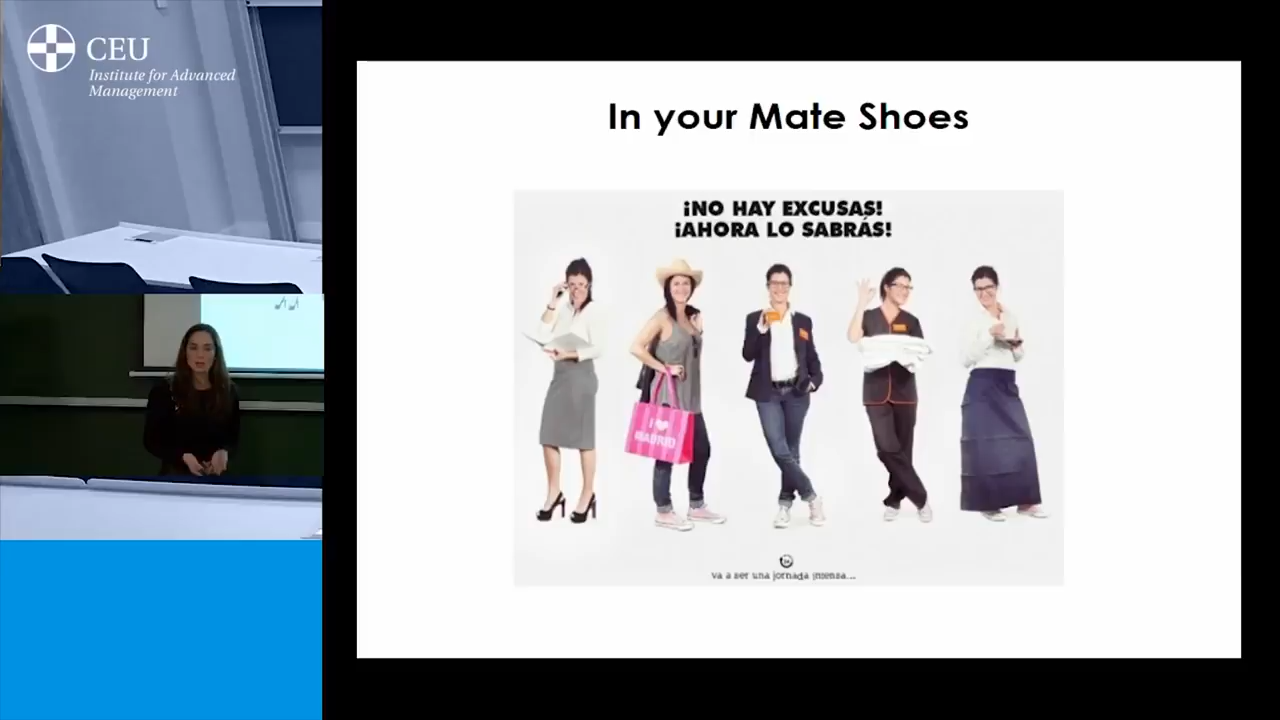 CEU
Institute for Advanced
Management
In your Mate Shoes
¡NO HAY EXCUSAS!
¡AHORA LO SABRÁS!
I ♥
MADRID
va a ser una jornada intensa...